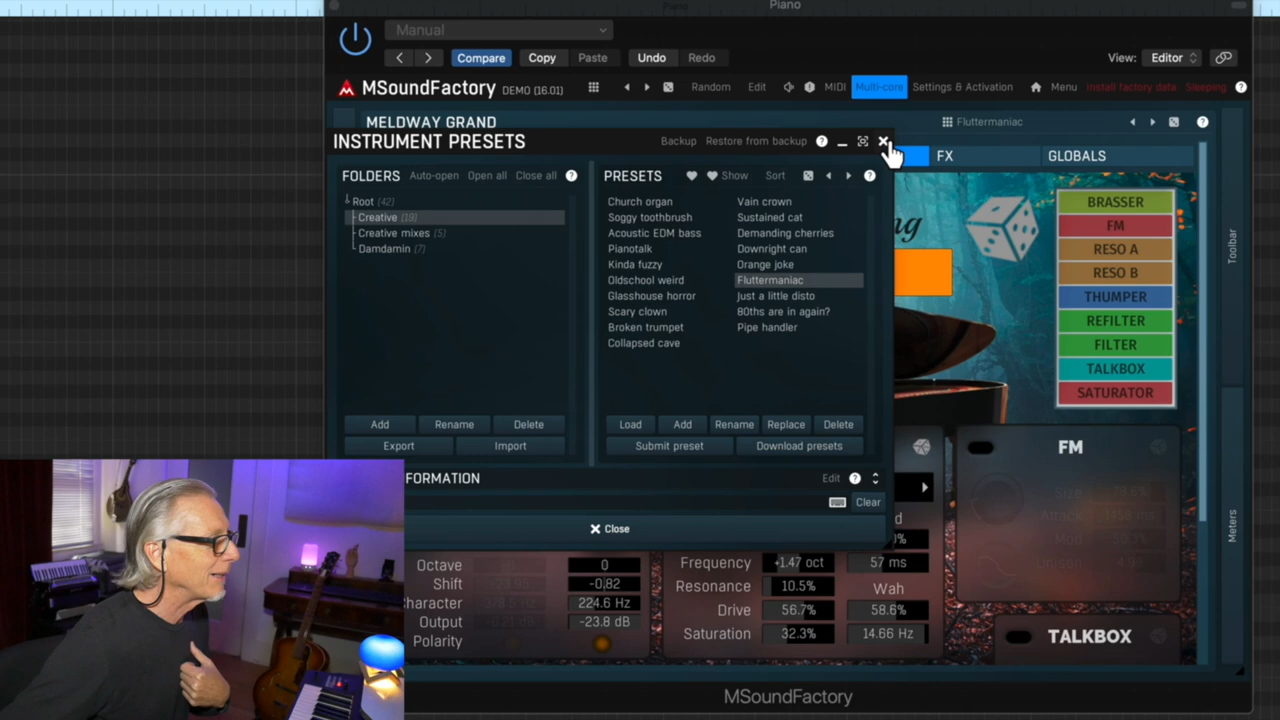 Piano
Piano
Manual
Compare Copy Paste Undo Redo View: Editor
MSoundFactory DEMO (16.01) Random Edit MIDI Multi-core Settings & Activation Menu Install factory data Sleeping
MELDWAY GRAND Fluttermaniac
INSTRUMENT PRESETS Backup Restore from backup
FX GLOBALS
FOLDERS Auto-open Open all Close all
PRESETS Show Sort
Root (42)
Creative (19)
Creative mixes (5)
Damdamin (7)
Church organ
Soggy toothbrush
Acoustic EDM bass
Pianotalk
Kinda fuzzy
Oldschool weird
Glasshouse horror
Scary clown
Broken trumpet
Collapsed cave
Vain crown
Sustained cat
Demanding cherries
Downright can
Orange joke
Fluttermaniac
Just a little disto
80ths are in again?
Pipe handler
BRASSER
FM
RESO A
RESO B
THUMPER
REFILTER
FILTER
TALKBOX
SATURATOR
Toolbar
Meters
Add Rename Delete
Export Import
Load Add Rename Replace Delete
Submit preset Download presets
FORMATION Edit
Clear
Close
FM
Size
Attack
Mod
Unison
TALKBOX
Octave 0
Shift 23.95 -0.82
Character 224.6 Hz
Output -23.8 dB
Polarity
Frequency +1.47 oct 57 ms
Resonance 10.5% Wah
Drive 56.7% 58.6%
Saturation 32.3% 14.66 Hz
MSoundFactory